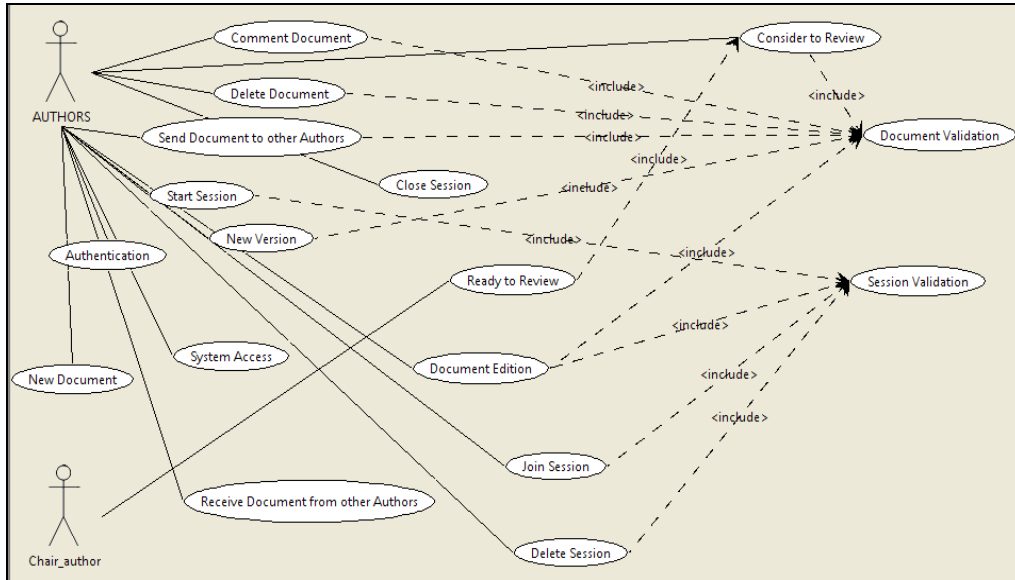 Comment Document
Consider to Review
<include>
Delete Document
<include>
<include>
AUTHORS
Send Document to other Authors
<include>
Document Validation
<include>
Close Session
Start Session
<include>
New Version
<include>
Authentication
<include>
Ready to Review
Session Validation
<include>
System Access
Document Edition
New Document
<include>
<include>
Join Session
Receive Document from other Authors
Delete Session
Chair_author